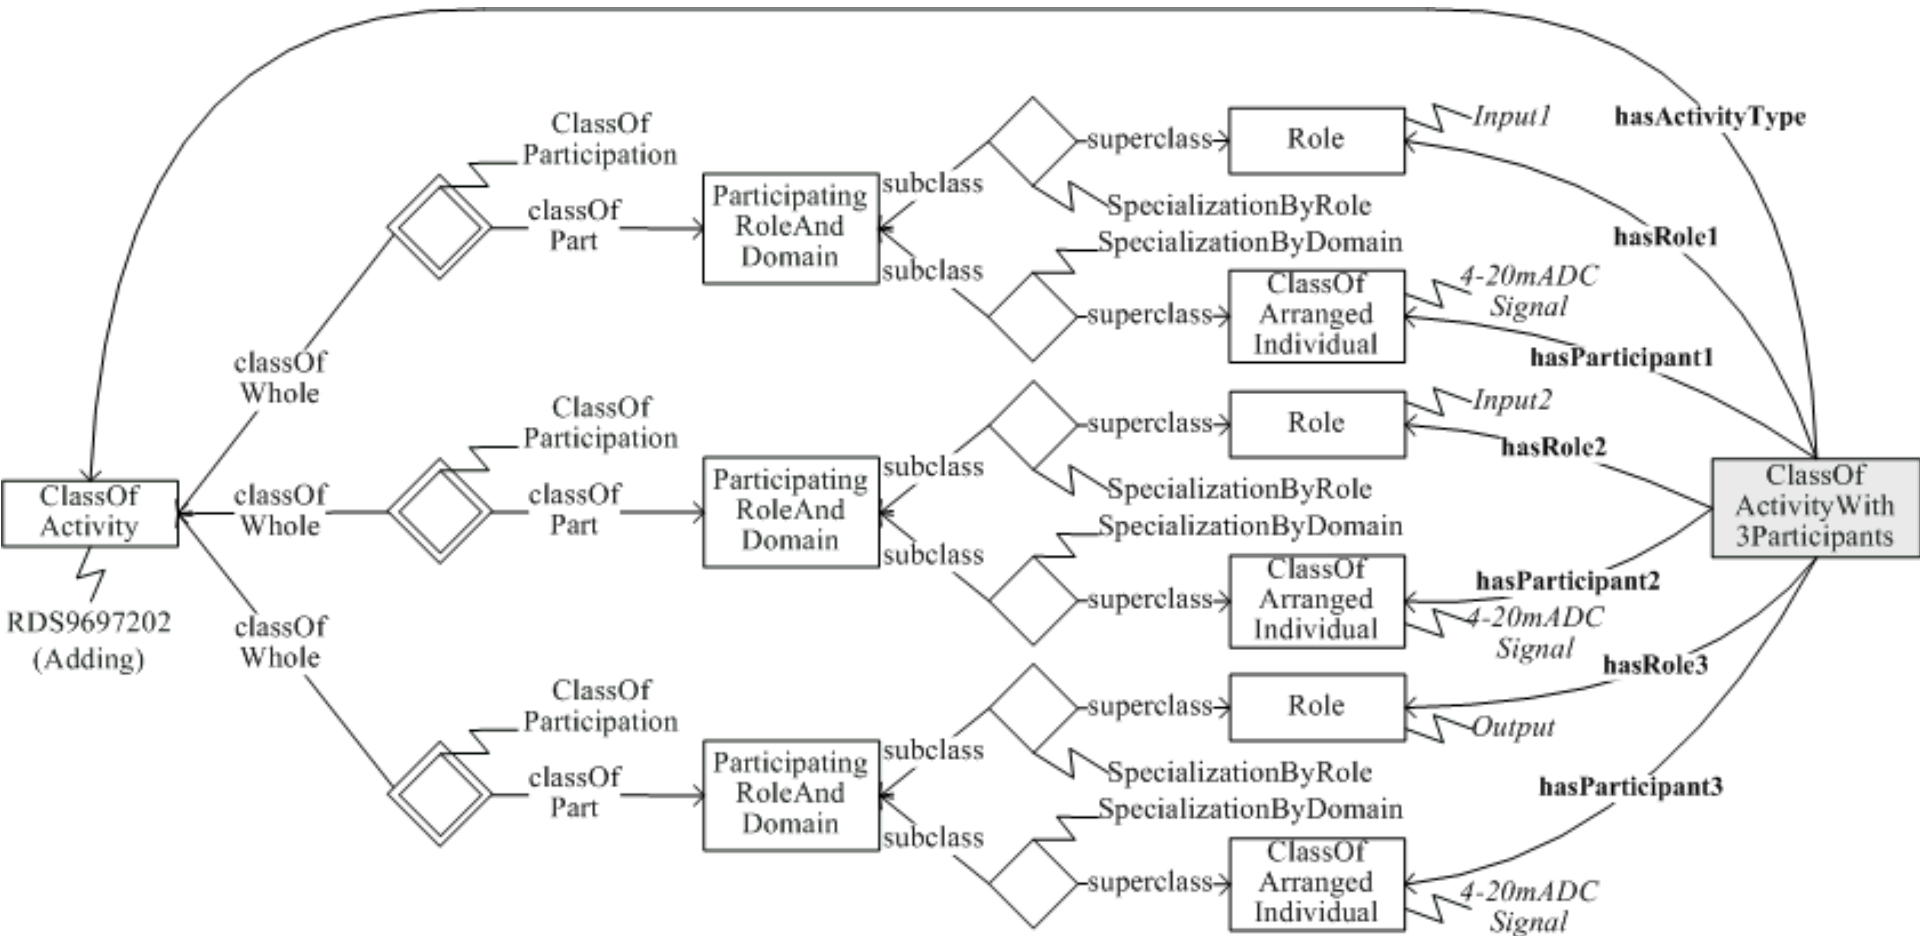 hasActivityType
ClassOf
Participation
classOf
Part
Participating
RoleAnd
Domain
subclass
subclass
superclass
Role
Input1
SpecializationByRole
SpecializationByDomain
superclass
ClassOf
Arranged
Individual
4-20mADC
Signal
hasRole1
hasParticipant1
classOf
Whole
ClassOf
Participation
classOf
Part
Participating
RoleAnd
Domain
subclass
subclass
superclass
Role
Input2
SpecializationByRole
SpecializationByDomain
superclass
ClassOf
Arranged
Individual
4-20mADC
Signal
hasRole2
hasParticipant2
ClassOf
ActivityWith
3Participants
ClassOf
Activity
classOf
Whole
RDS9697202
(Adding)
classOf
Whole
ClassOf
Participation
classOf
Part
Participating
RoleAnd
Domain
subclass
subclass
superclass
Role
Output
SpecializationByRole
SpecializationByDomain
superclass
ClassOf
Arranged
Individual
4-20mADC
Signal
hasRole3
hasParticipant3